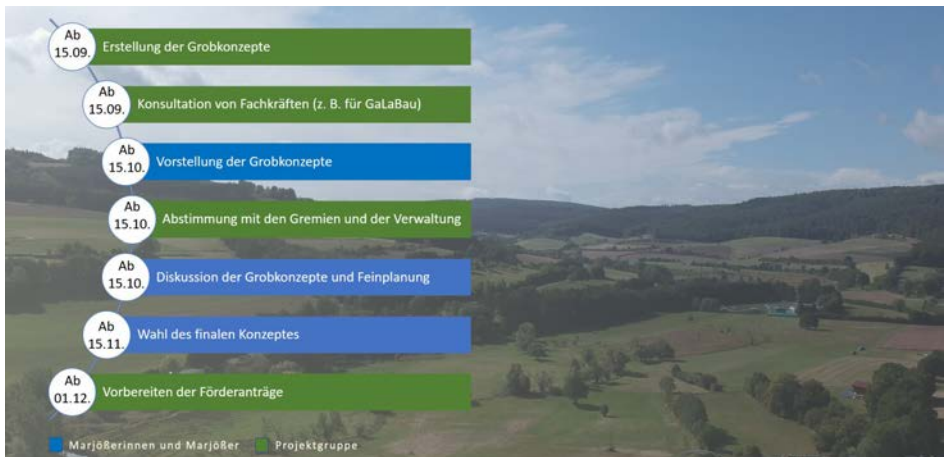 Ab
15.09.
Erstellung der Grobkonzepte
Ab
15.09.
Konsultation von Fachkräften (z. B. für GaLaBau)
Ab
15.10.
Vorstellung der Grobkonzepte
Ab
15.10.
Abstimmung mit den Gremien und der Verwaltung
Ab
15.10.
Diskussion der Grobkonzepte und Feinplanung
Ab
15.11.
Wahl des finalen Konzeptes
Ab
01.12.
Vorbereiten der Förderanträge
Marjößerinnen und Marjößer
Projektgruppe